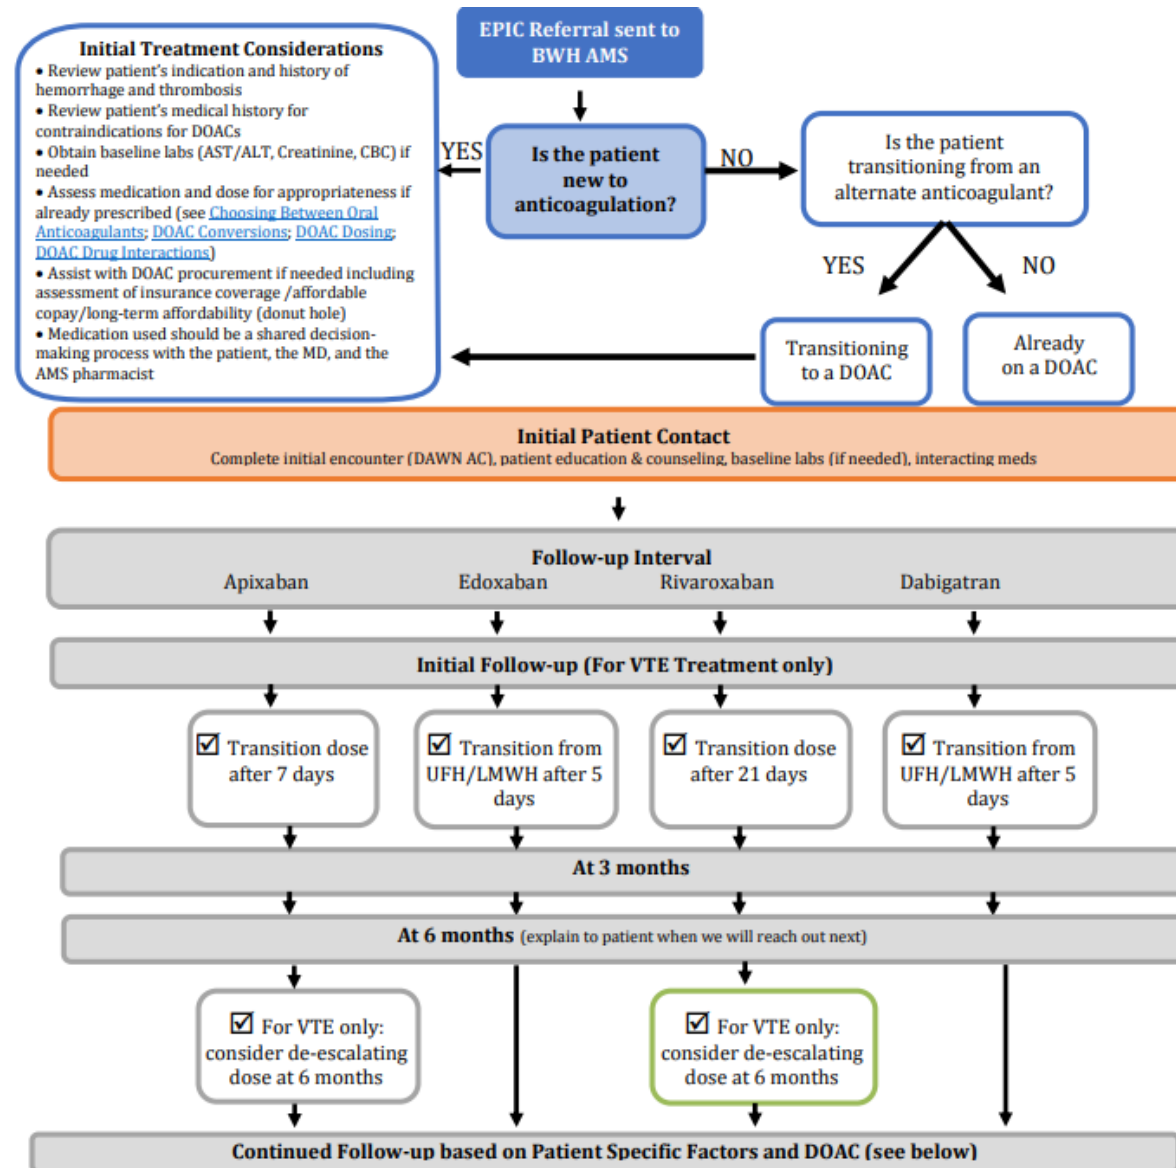 EPIC Referral sent to
BWH AMS
Initial Treatment Considerations
• Review patient's indication and history of
hemorrhage and thrombosis
• Review patient's medical history for
contraindications for DOACs
• Obtain baseline labs (AST/ALT, Creatinine, CBC) if
needed
• Assess medication and dose for appropriateness if
already prescribed (see Choosing Between Oral
Anticoagulants; DOAC Conversions; DOAC Dosing;
DOAC Drug Interactions)
• Assist with DOAC procurement if needed including
assessment of insurance coverage /affordable
copay/long-term affordability (donut hole)
• Medication used should be a shared decision-
making process with the patient, the MD, and the
AMS pharmacist
YES
Is the patient
new to
anticoagulation?
NO
Is the patient
transitioning from an
alternate anticoagulant?
YES
NO
Transitioning
to a DOAC
Already
on a DOAC
Initial Patient Contact
Complete initial encounter (DAWN AC), patient education & counseling, baseline labs (if needed), interacting meds
Follow-up Interval
Apixaban Edoxaban Rivaroxaban Dabigatran
Initial Follow-up (For VTE Treatment only)
☑ Transition dose
after 7 days
☑ Transition from
UFH/LMWH after 5
days
☑ Transition dose
after 21 days
☑ Transition from
UFH/LMWH after 5
days
At 3 months
At 6 months (explain to patient when we will reach out next)
☑ For VTE only:
consider de-escalating
dose at 6 months
☑ For VTE only:
consider de-escalating
dose at 6 months
Continued Follow-up based on Patient Specific Factors and DOAC (see below)